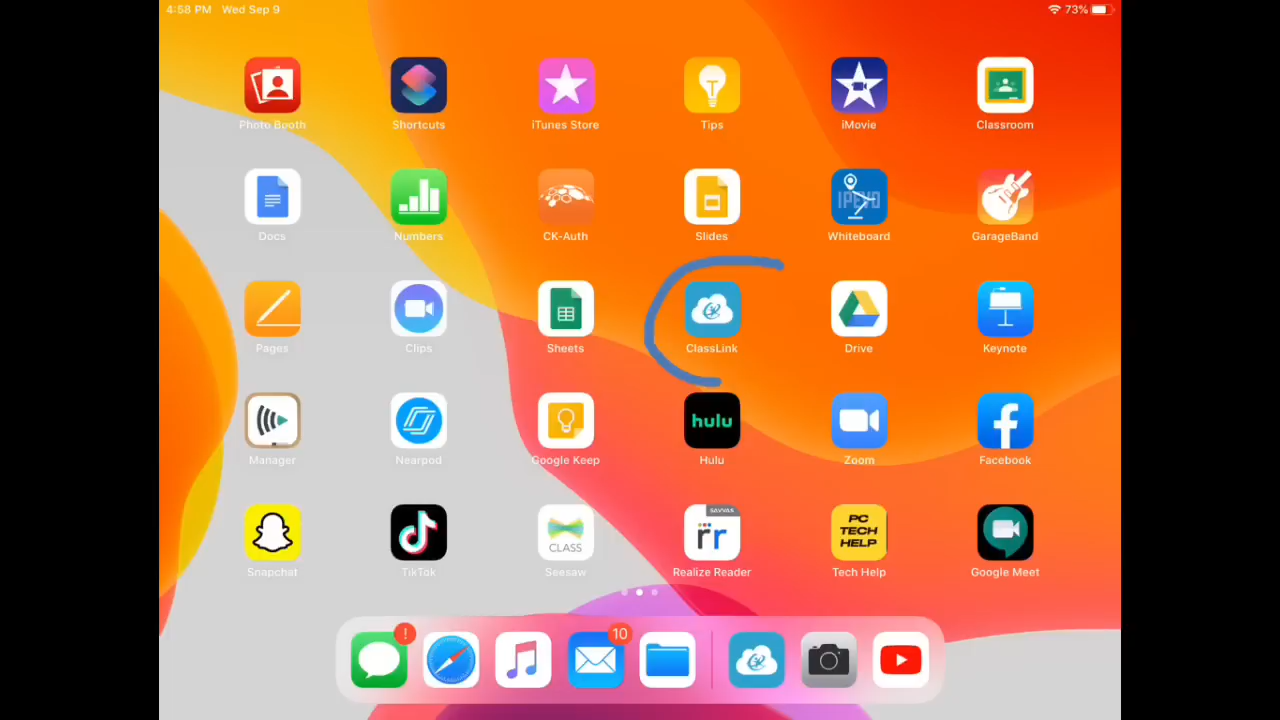 4:58 PM Wed Sep 9 73%
Photo Booth Shortcuts iTunes Store Tips iMovie Classroom
IPEVO
Docs Numbers CK-Auth Slides Whiteboard GarageBand
Pages Clips Sheets ClassLink Drive Keynote
hulu
Manager Nearpod Google Keep Hulu Zoom Facebook
SAVVAS
CLASS rr PC TECH HELP
Snapchat TikTok Seesaw Realize Reader Tech Help Google Meet
! 10